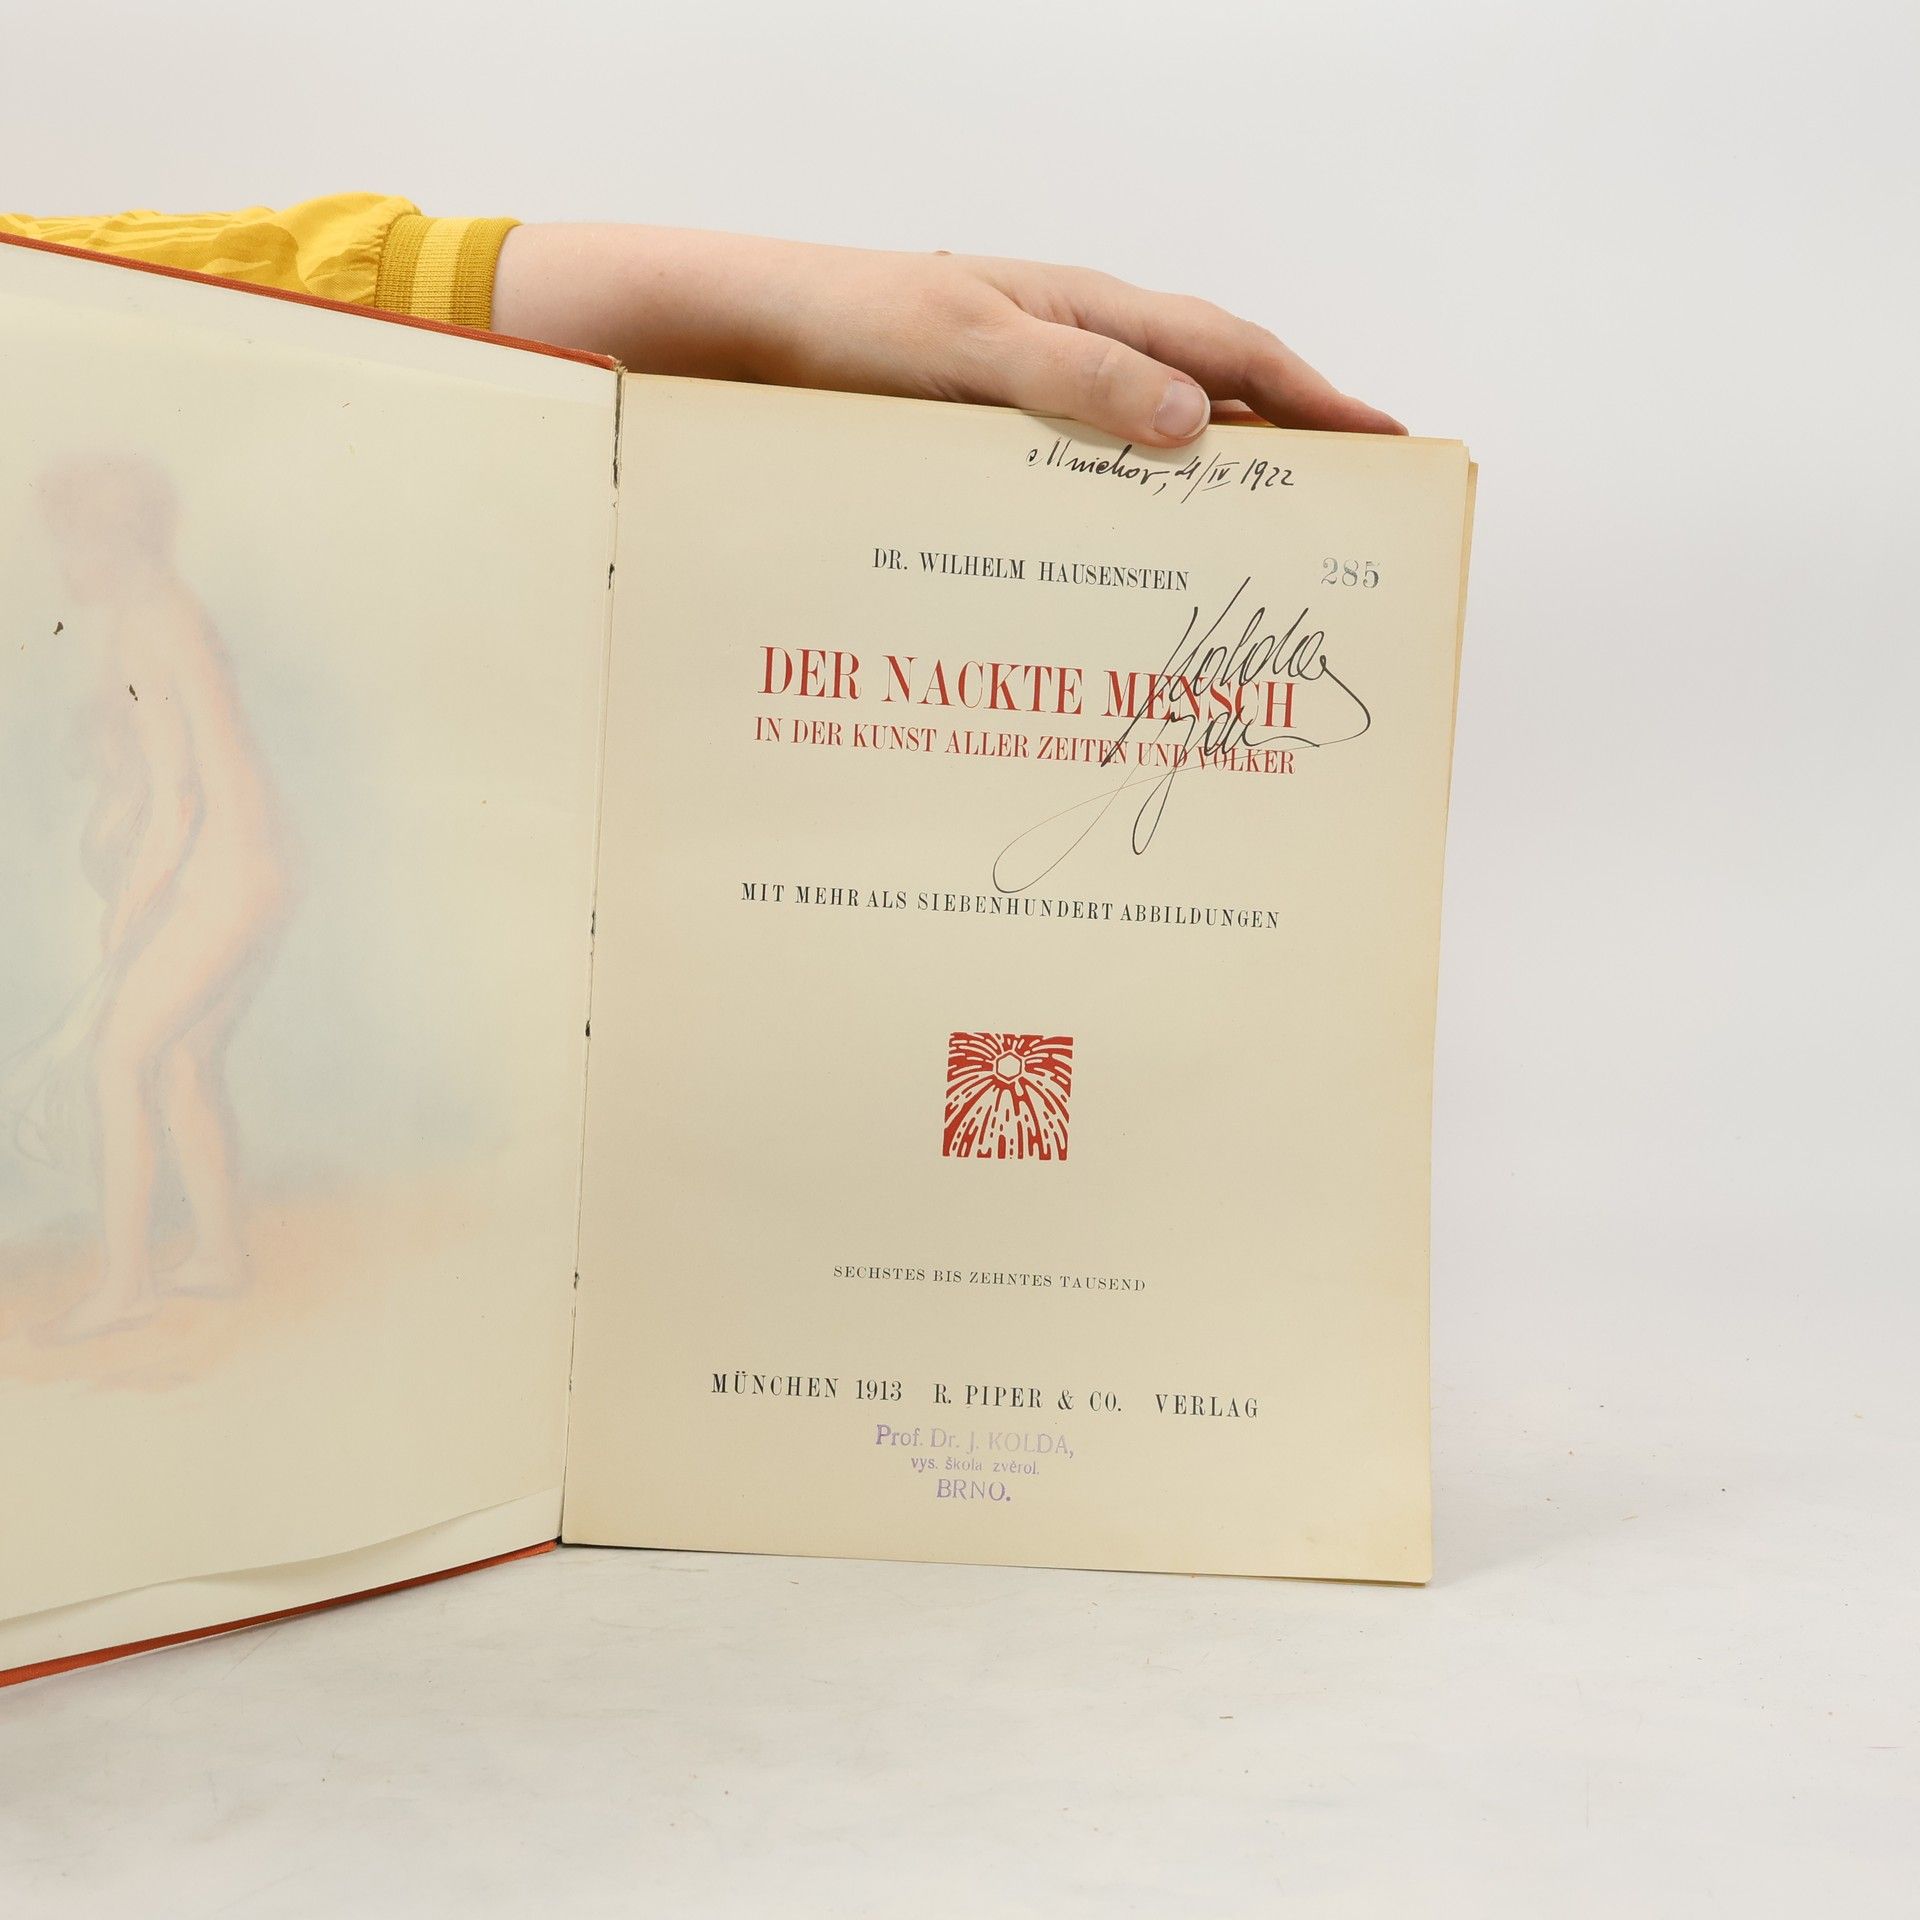 Mnichov, 4/IV 1922
DR. WILHELM HAUSENSTEIN
285
Kolda
DER NACKTE MENSCH
IN DER KUNST ALLER ZEITEN UND VÖLKER
MIT MEHR ALS SIEBENHUNDERT ABBILDUNGEN
SECHSTES BIS ZEHNTES TAUSEND
MÜNCHEN 1913 R. PIPER & CO. VERLAG
Prof. Dr. J. KOLDA,
vys. škola zvěrol.
BRNO.